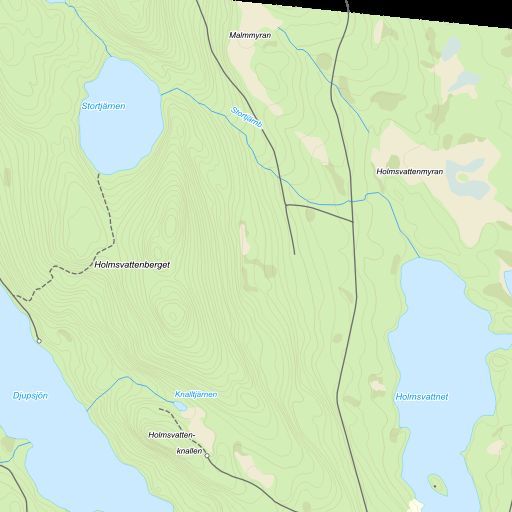 Malmmyran
Stortjärnen
Stortjärnb
Holmsvattenmyran
Holmsvattenberget
Djupsjön
Knalltjärnen
Holmsvattnet
Holmsvatten-
knallen